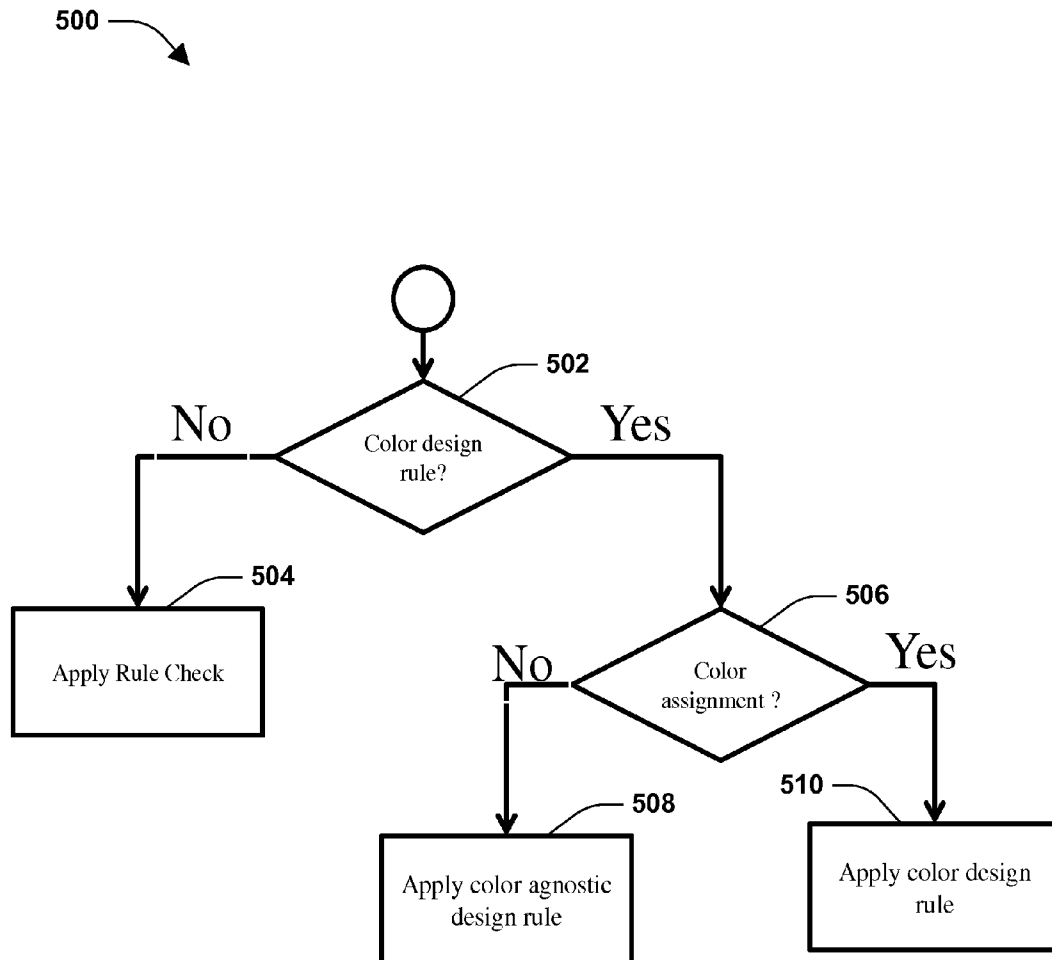 500
502
No
Yes
Color design
rule?
504
506
Apply Rule Check
No
Yes
Color
assignment ?
508
510
Apply color agnostic
design rule
Apply color design
rule